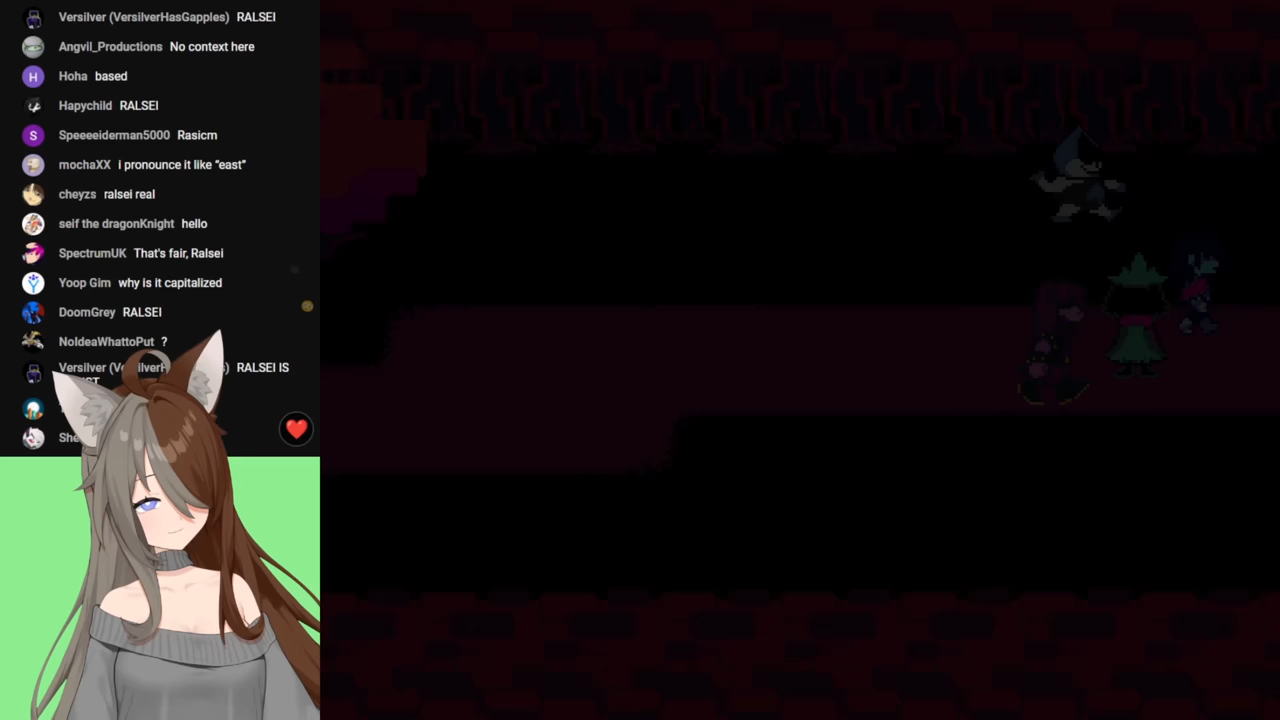 Versilver (VersilverHasGapples) RALSEI
Angvil_Productions No context here
H Hoha based
Hapychild RALSEI
S Speeeeiderman5000 Rasicm
mochaXX i pronounce it like “east”
cheyzs ralsei real
seif the dragonKnight hello
SpectrumUK That's fair, Ralsei
Yoop Gim why is it capitalized
DoomGrey RALSEI
NoIdeaWhattoPut ?
Versilver RALSEI IS